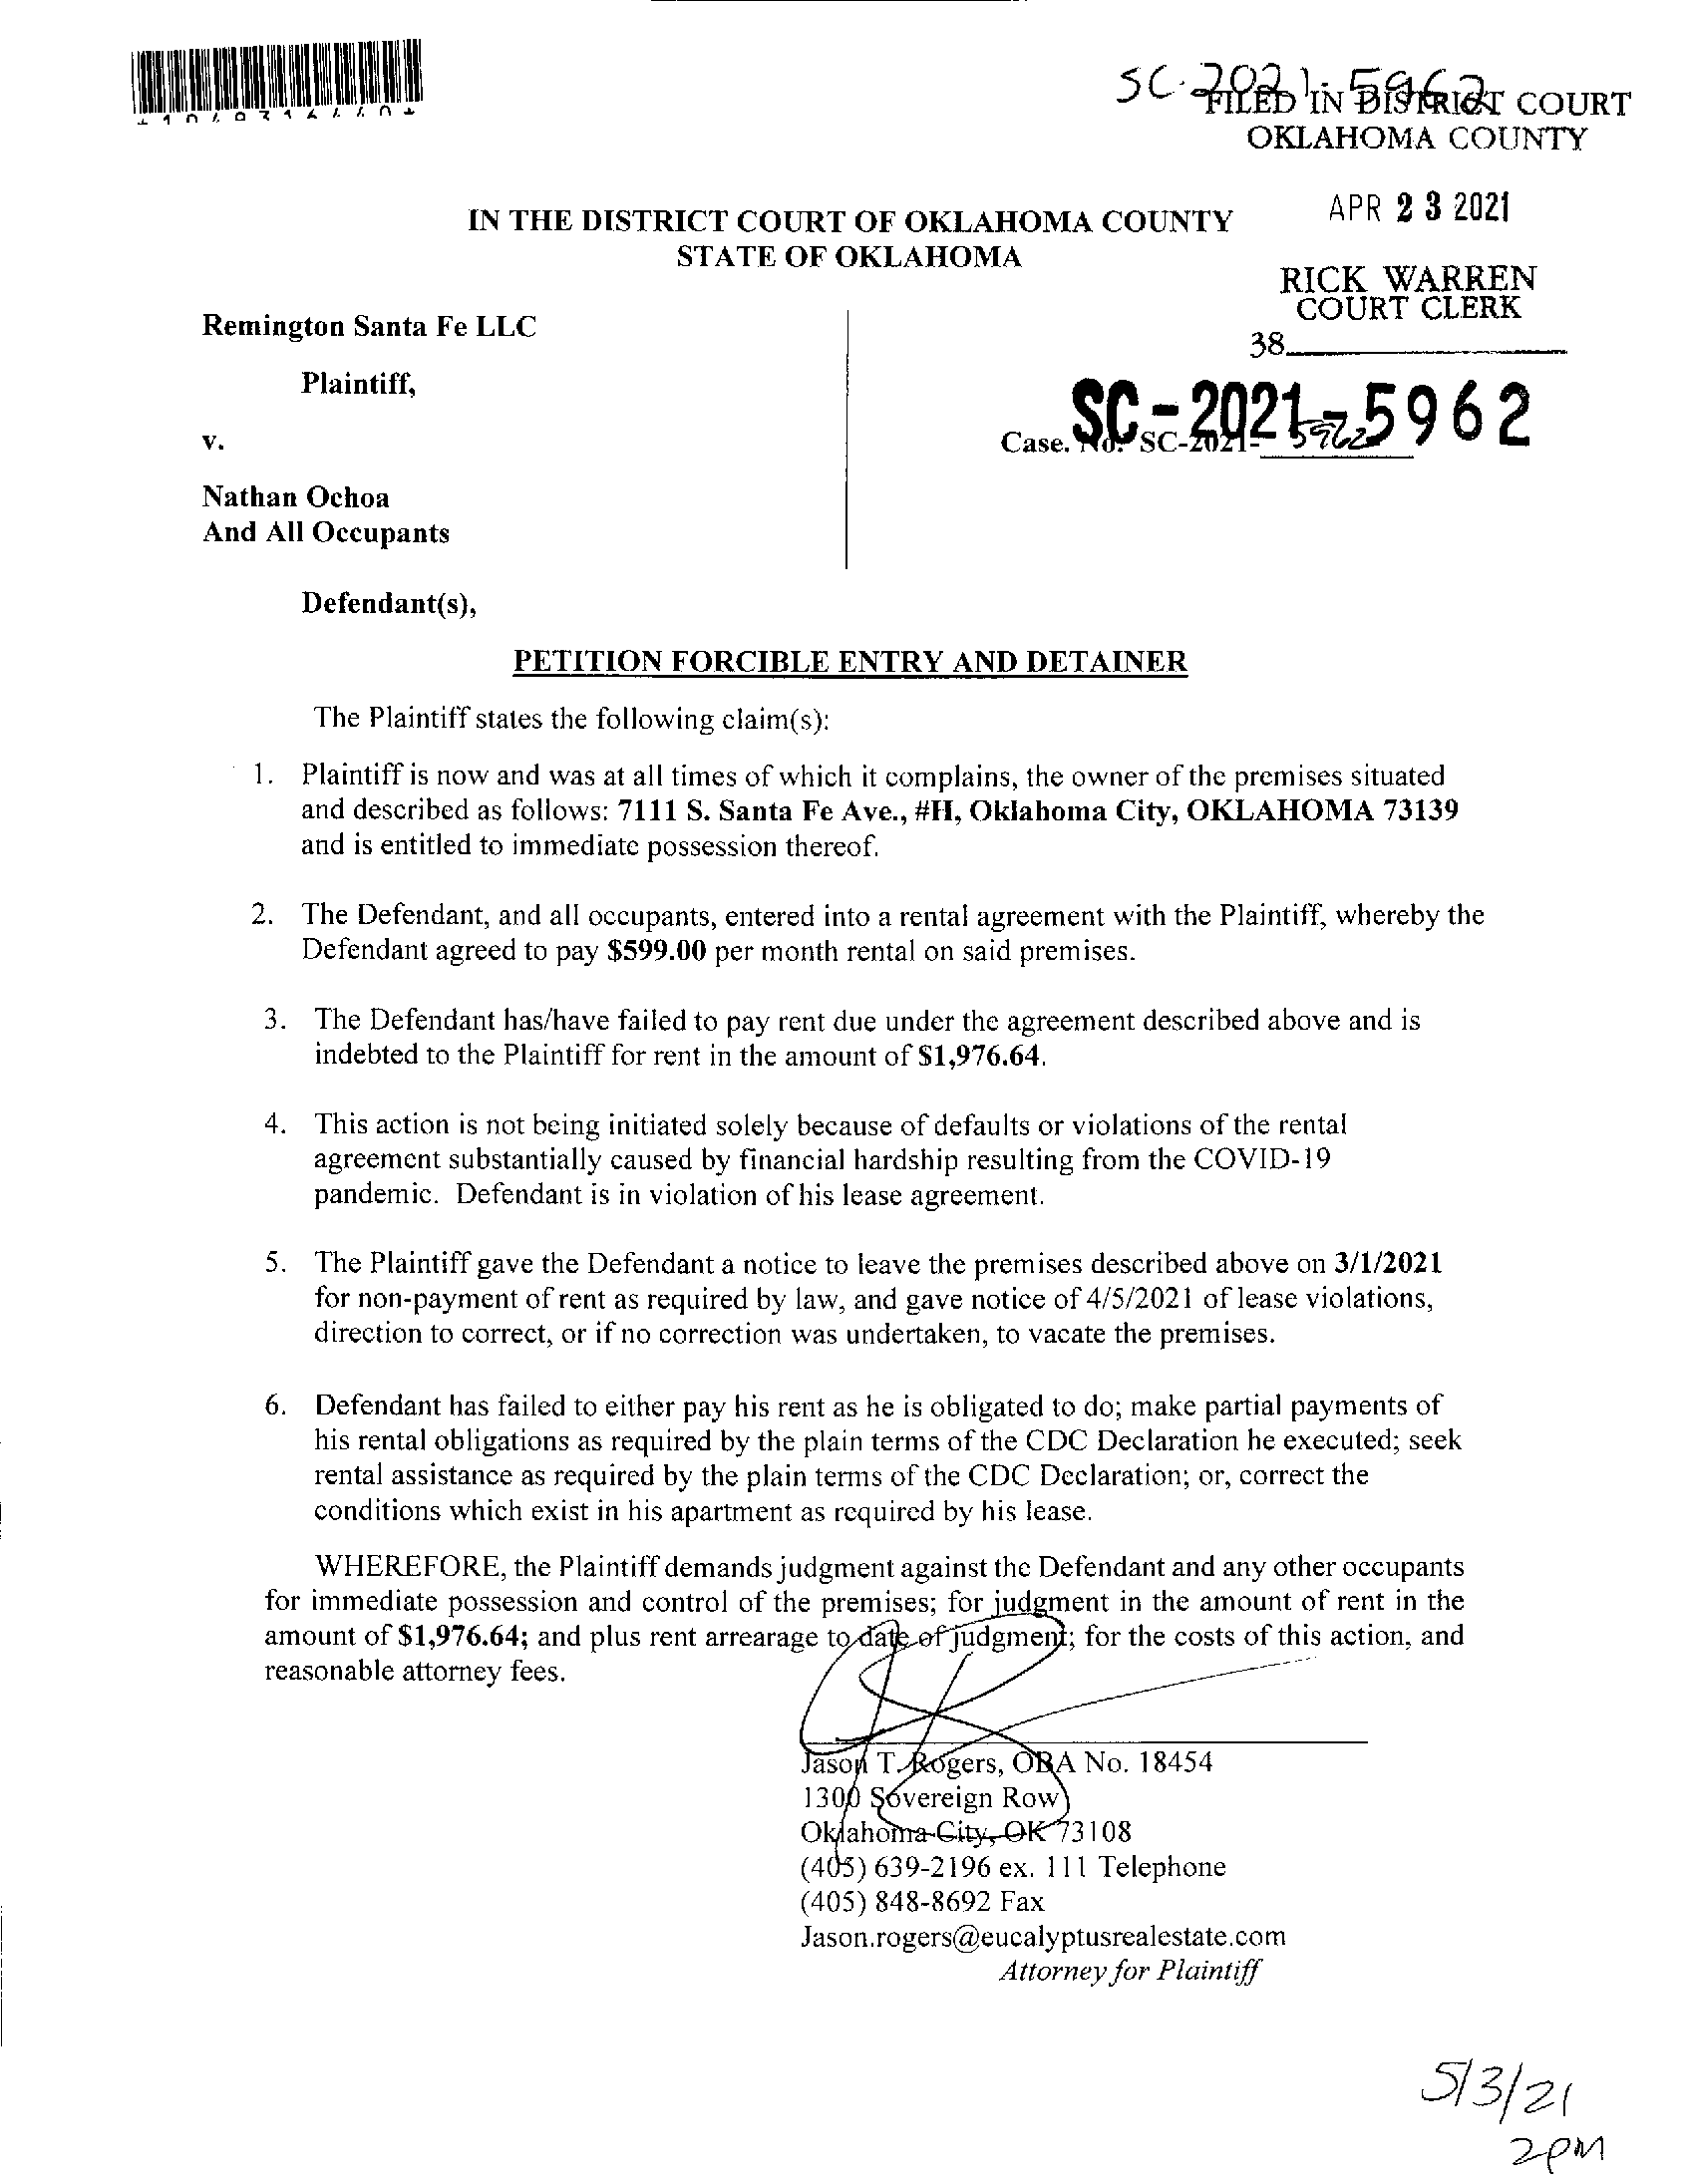 SC-2021-5962
FILED IN DISTRICT COURT
OKLAHOMA COUNTY
APR 23 2021
RICK WARREN
COURT CLERK
38
IN THE DISTRICT COURT OF OKLAHOMA COUNTY
STATE OF OKLAHOMA
Remington Santa Fe LLC
Plaintiff,
v.
Nathan Ochoa
And All Occupants
Defendant(s),
SC-2021-5962
Case. No. SC-2021-5962
PETITION FORCIBLE ENTRY AND DETAINER
The Plaintiff states the following claim(s):
1. Plaintiff is now and was at all times of which it complains, the owner of the premises situated
and described as follows: 7111 S. Santa Fe Ave., #H, Oklahoma City, OKLAHOMA 73139
and is entitled to immediate possession thereof.
2. The Defendant, and all occupants, entered into a rental agreement with the Plaintiff, whereby the
Defendant agreed to pay $599.00 per month rental on said premises.
3. The Defendant has/have failed to pay rent due under the agreement described above and is
indebted to the Plaintiff for rent in the amount of $1,976.64.
4. This action is not being initiated solely because of defaults or violations of the rental
agreement substantially caused by financial hardship resulting from the COVID-19
pandemic. Defendant is in violation of his lease agreement.
5. The Plaintiff gave the Defendant a notice to leave the premises described above on 3/1/2021
for non-payment of rent as required by law, and gave notice of 4/5/2021 of lease violations,
direction to correct, or if no correction was undertaken, to vacate the premises.
6. Defendant has failed to either pay his rent as he is obligated to do; make partial payments of
his rental obligations as required by the plain terms of the CDC Declaration he executed; seek
rental assistance as required by the plain terms of the CDC Declaration; or, correct the
conditions which exist in his apartment as required by his lease.
WHEREFORE, the Plaintiff demands judgment against the Defendant and any other occupants
for immediate possession and control of the premises; for judgment in the amount of rent in the
amount of $1,976.64; and plus rent arrearage to date of judgment; for the costs of this action, and
reasonable attorney fees.
Jason T. Rogers, OBA No. 18454
1300 Sovereign Row
Oklahoma City, OK 73108
(405) 639-2196 ex. 111 Telephone
(405) 848-8692 Fax
Jason.rogers@eucalyptusrealestate.com
Attorney for Plaintiff
5/3/21
2PM